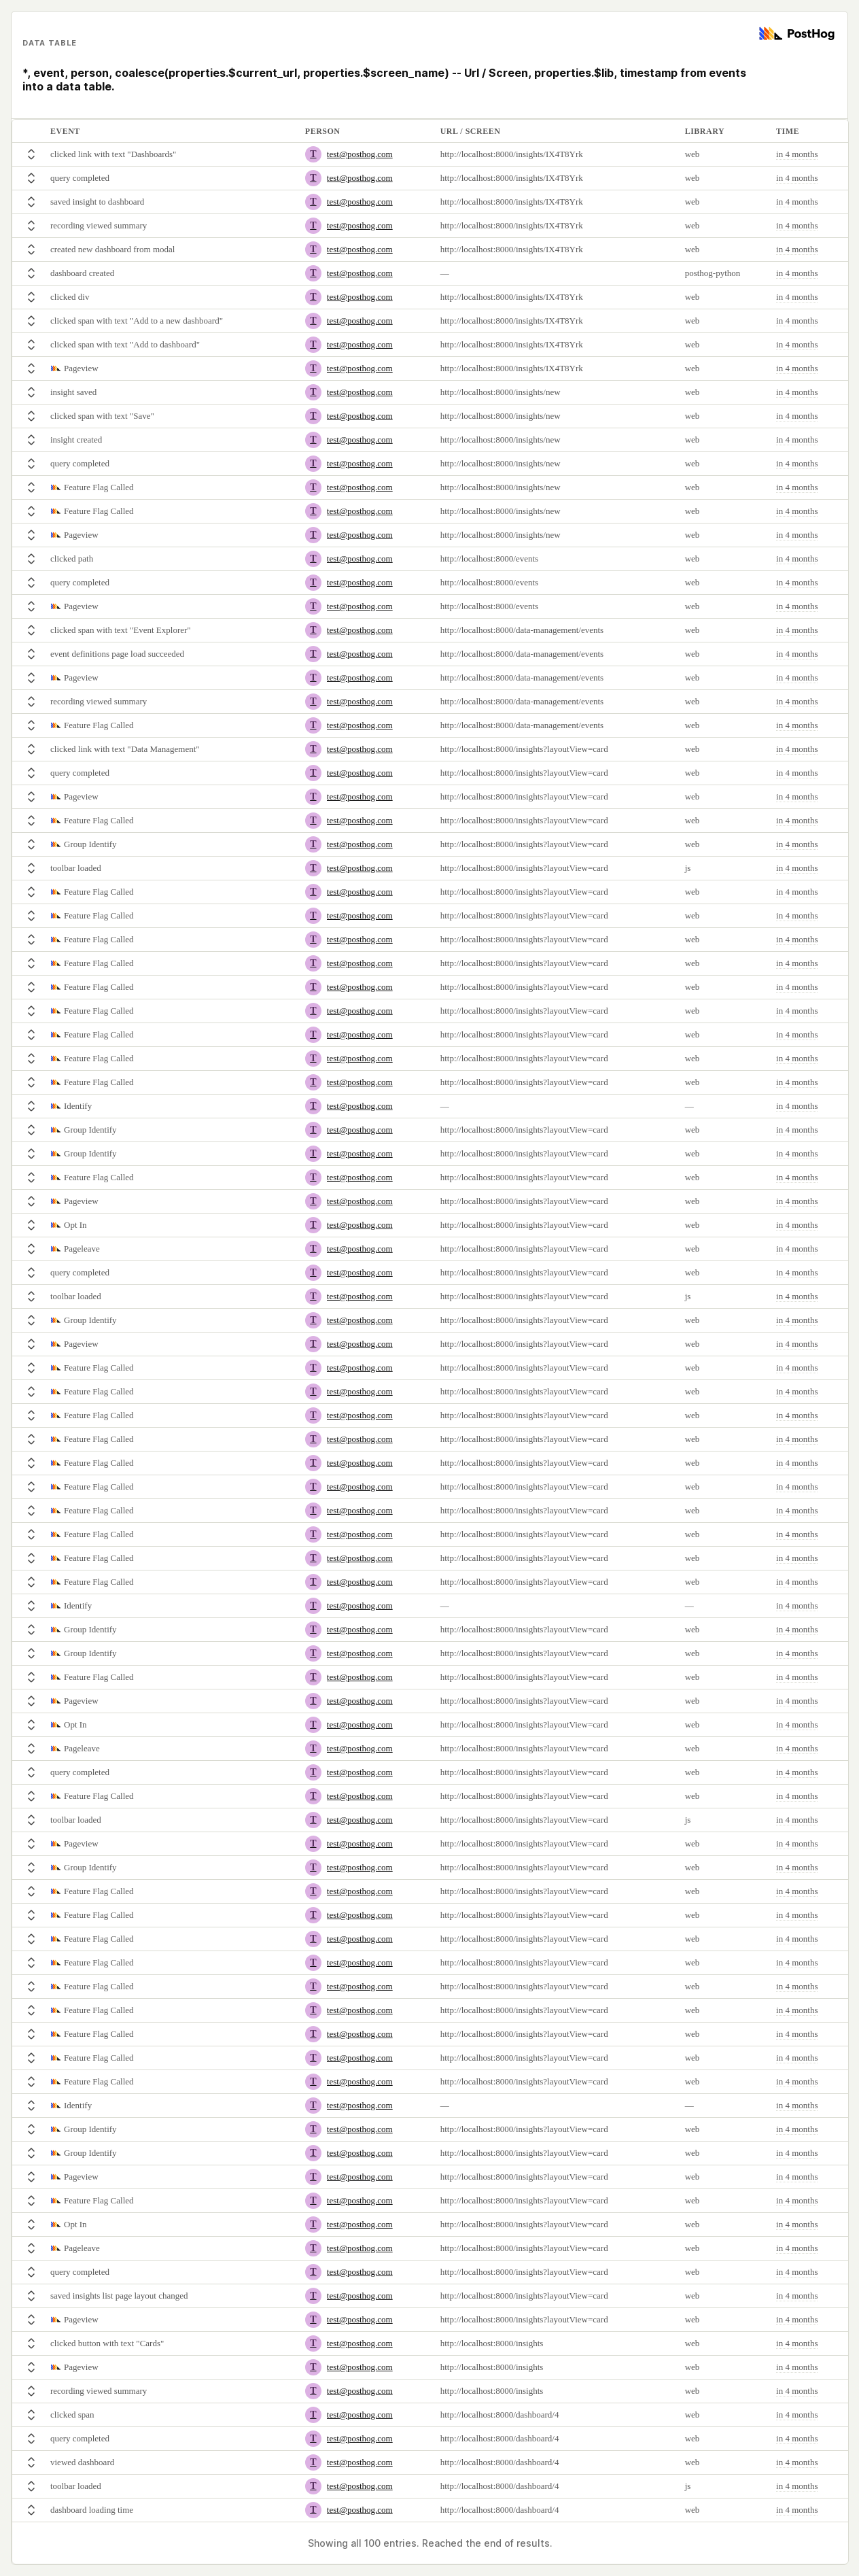 DATA TABLE
PostHog
*, event, person, coalesce(properties.$current_url, properties.$screen_name) -- Url / Screen, properties.$lib, timestamp from events
into a data table.
EVENT PERSON URL / SCREEN LIBRARY TIME
clicked link with text "Dashboards" T test@posthog.com http://localhost:8000/insights/IX4T8Yrk web in 4 months
query completed T test@posthog.com http://localhost:8000/insights/IX4T8Yrk web in 4 months
saved insight to dashboard T test@posthog.com http://localhost:8000/insights/IX4T8Yrk web in 4 months
recording viewed summary T test@posthog.com http://localhost:8000/insights/IX4T8Yrk web in 4 months
created new dashboard from modal T test@posthog.com http://localhost:8000/insights/IX4T8Yrk web in 4 months
dashboard created T test@posthog.com — posthog-python in 4 months
clicked div T test@posthog.com http://localhost:8000/insights/IX4T8Yrk web in 4 months
clicked span with text "Add to a new dashboard" T test@posthog.com http://localhost:8000/insights/IX4T8Yrk web in 4 months
clicked span with text "Add to dashboard" T test@posthog.com http://localhost:8000/insights/IX4T8Yrk web in 4 months
Pageview T test@posthog.com http://localhost:8000/insights/IX4T8Yrk web in 4 months
insight saved T test@posthog.com http://localhost:8000/insights/new web in 4 months
clicked span with text "Save" T test@posthog.com http://localhost:8000/insights/new web in 4 months
insight created T test@posthog.com http://localhost:8000/insights/new web in 4 months
query completed T test@posthog.com http://localhost:8000/insights/new web in 4 months
Feature Flag Called T test@posthog.com http://localhost:8000/insights/new web in 4 months
Feature Flag Called T test@posthog.com http://localhost:8000/insights/new web in 4 months
Pageview T test@posthog.com http://localhost:8000/insights/new web in 4 months
clicked path T test@posthog.com http://localhost:8000/events web in 4 months
query completed T test@posthog.com http://localhost:8000/events web in 4 months
Pageview T test@posthog.com http://localhost:8000/events web in 4 months
clicked span with text "Event Explorer" T test@posthog.com http://localhost:8000/data-management/events web in 4 months
event definitions page load succeeded T test@posthog.com http://localhost:8000/data-management/events web in 4 months
Pageview T test@posthog.com http://localhost:8000/data-management/events web in 4 months
recording viewed summary T test@posthog.com http://localhost:8000/data-management/events web in 4 months
Feature Flag Called T test@posthog.com http://localhost:8000/data-management/events web in 4 months
clicked link with text "Data Management" T test@posthog.com http://localhost:8000/insights?layoutView=card web in 4 months
query completed T test@posthog.com http://localhost:8000/insights?layoutView=card web in 4 months
Pageview T test@posthog.com http://localhost:8000/insights?layoutView=card web in 4 months
Feature Flag Called T test@posthog.com http://localhost:8000/insights?layoutView=card web in 4 months
Group Identify T test@posthog.com http://localhost:8000/insights?layoutView=card web in 4 months
toolbar loaded T test@posthog.com http://localhost:8000/insights?layoutView=card js in 4 months
Feature Flag Called T test@posthog.com http://localhost:8000/insights?layoutView=card web in 4 months
Feature Flag Called T test@posthog.com http://localhost:8000/insights?layoutView=card web in 4 months
Feature Flag Called T test@posthog.com http://localhost:8000/insights?layoutView=card web in 4 months
Feature Flag Called T test@posthog.com http://localhost:8000/insights?layoutView=card web in 4 months
Feature Flag Called T test@posthog.com http://localhost:8000/insights?layoutView=card web in 4 months
Feature Flag Called T test@posthog.com http://localhost:8000/insights?layoutView=card web in 4 months
Feature Flag Called T test@posthog.com http://localhost:8000/insights?layoutView=card web in 4 months
Feature Flag Called T test@posthog.com http://localhost:8000/insights?layoutView=card web in 4 months
Feature Flag Called T test@posthog.com http://localhost:8000/insights?layoutView=card web in 4 months
Identify T test@posthog.com — — in 4 months
Group Identify T test@posthog.com http://localhost:8000/insights?layoutView=card web in 4 months
Group Identify T test@posthog.com http://localhost:8000/insights?layoutView=card web in 4 months
Feature Flag Called T test@posthog.com http://localhost:8000/insights?layoutView=card web in 4 months
Pageview T test@posthog.com http://localhost:8000/insights?layoutView=card web in 4 months
Opt In T test@posthog.com http://localhost:8000/insights?layoutView=card web in 4 months
Pageleave T test@posthog.com http://localhost:8000/insights?layoutView=card web in 4 months
query completed T test@posthog.com http://localhost:8000/insights?layoutView=card web in 4 months
toolbar loaded T test@posthog.com http://localhost:8000/insights?layoutView=card js in 4 months
Group Identify T test@posthog.com http://localhost:8000/insights?layoutView=card web in 4 months
Pageview T test@posthog.com http://localhost:8000/insights?layoutView=card web in 4 months
Feature Flag Called T test@posthog.com http://localhost:8000/insights?layoutView=card web in 4 months
Feature Flag Called T test@posthog.com http://localhost:8000/insights?layoutView=card web in 4 months
Feature Flag Called T test@posthog.com http://localhost:8000/insights?layoutView=card web in 4 months
Feature Flag Called T test@posthog.com http://localhost:8000/insights?layoutView=card web in 4 months
Feature Flag Called T test@posthog.com http://localhost:8000/insights?layoutView=card web in 4 months
Feature Flag Called T test@posthog.com http://localhost:8000/insights?layoutView=card web in 4 months
Feature Flag Called T test@posthog.com http://localhost:8000/insights?layoutView=card web in 4 months
Feature Flag Called T test@posthog.com http://localhost:8000/insights?layoutView=card web in 4 months
Feature Flag Called T test@posthog.com http://localhost:8000/insights?layoutView=card web in 4 months
Feature Flag Called T test@posthog.com http://localhost:8000/insights?layoutView=card web in 4 months
Identify T test@posthog.com — — in 4 months
Group Identify T test@posthog.com http://localhost:8000/insights?layoutView=card web in 4 months
Group Identify T test@posthog.com http://localhost:8000/insights?layoutView=card web in 4 months
Feature Flag Called T test@posthog.com http://localhost:8000/insights?layoutView=card web in 4 months
Pageview T test@posthog.com http://localhost:8000/insights?layoutView=card web in 4 months
Opt In T test@posthog.com http://localhost:8000/insights?layoutView=card web in 4 months
Pageleave T test@posthog.com http://localhost:8000/insights?layoutView=card web in 4 months
query completed T test@posthog.com http://localhost:8000/insights?layoutView=card web in 4 months
Feature Flag Called T test@posthog.com http://localhost:8000/insights?layoutView=card web in 4 months
toolbar loaded T test@posthog.com http://localhost:8000/insights?layoutView=card js in 4 months
Pageview T test@posthog.com http://localhost:8000/insights?layoutView=card web in 4 months
Group Identify T test@posthog.com http://localhost:8000/insights?layoutView=card web in 4 months
Feature Flag Called T test@posthog.com http://localhost:8000/insights?layoutView=card web in 4 months
Feature Flag Called T test@posthog.com http://localhost:8000/insights?layoutView=card web in 4 months
Feature Flag Called T test@posthog.com http://localhost:8000/insights?layoutView=card web in 4 months
Feature Flag Called T test@posthog.com http://localhost:8000/insights?layoutView=card web in 4 months
Feature Flag Called T test@posthog.com http://localhost:8000/insights?layoutView=card web in 4 months
Feature Flag Called T test@posthog.com http://localhost:8000/insights?layoutView=card web in 4 months
Feature Flag Called T test@posthog.com http://localhost:8000/insights?layoutView=card web in 4 months
Feature Flag Called T test@posthog.com http://localhost:8000/insights?layoutView=card web in 4 months
Feature Flag Called T test@posthog.com http://localhost:8000/insights?layoutView=card web in 4 months
Identify T test@posthog.com — — in 4 months
Group Identify T test@posthog.com http://localhost:8000/insights?layoutView=card web in 4 months
Group Identify T test@posthog.com http://localhost:8000/insights?layoutView=card web in 4 months
Pageview T test@posthog.com http://localhost:8000/insights?layoutView=card web in 4 months
Feature Flag Called T test@posthog.com http://localhost:8000/insights?layoutView=card web in 4 months
Opt In T test@posthog.com http://localhost:8000/insights?layoutView=card web in 4 months
Pageleave T test@posthog.com http://localhost:8000/insights?layoutView=card web in 4 months
query completed T test@posthog.com http://localhost:8000/insights?layoutView=card web in 4 months
saved insights list page layout changed T test@posthog.com http://localhost:8000/insights?layoutView=card web in 4 months
Pageview T test@posthog.com http://localhost:8000/insights?layoutView=card web in 4 months
clicked button with text "Cards" T test@posthog.com http://localhost:8000/insights web in 4 months
Pageview T test@posthog.com http://localhost:8000/insights web in 4 months
recording viewed summary T test@posthog.com http://localhost:8000/insights web in 4 months
clicked span T test@posthog.com http://localhost:8000/dashboard/4 web in 4 months
query completed T test@posthog.com http://localhost:8000/dashboard/4 web in 4 months
viewed dashboard T test@posthog.com http://localhost:8000/dashboard/4 web in 4 months
toolbar loaded T test@posthog.com http://localhost:8000/dashboard/4 js in 4 months
dashboard loading time T test@posthog.com http://localhost:8000/dashboard/4 web in 4 months
Showing all 100 entries. Reached the end of results.